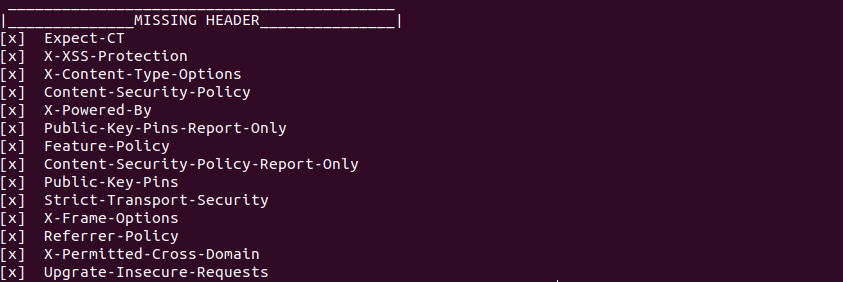 |______________MISSING HEADER_______________|
[x] Expect-CT
[x] X-XSS-Protection
[x] X-Content-Type-Options
[x] Content-Security-Policy
[x] X-Powered-By
[x] Public-Key-Pins-Report-Only
[x] Feature-Policy
[x] Content-Security-Policy-Report-Only
[x] Public-Key-Pins
[x] Strict-Transport-Security
[x] X-Frame-Options
[x] Referrer-Policy
[x] X-Permitted-Cross-Domain
[x] Upgrate-Insecure-Requests